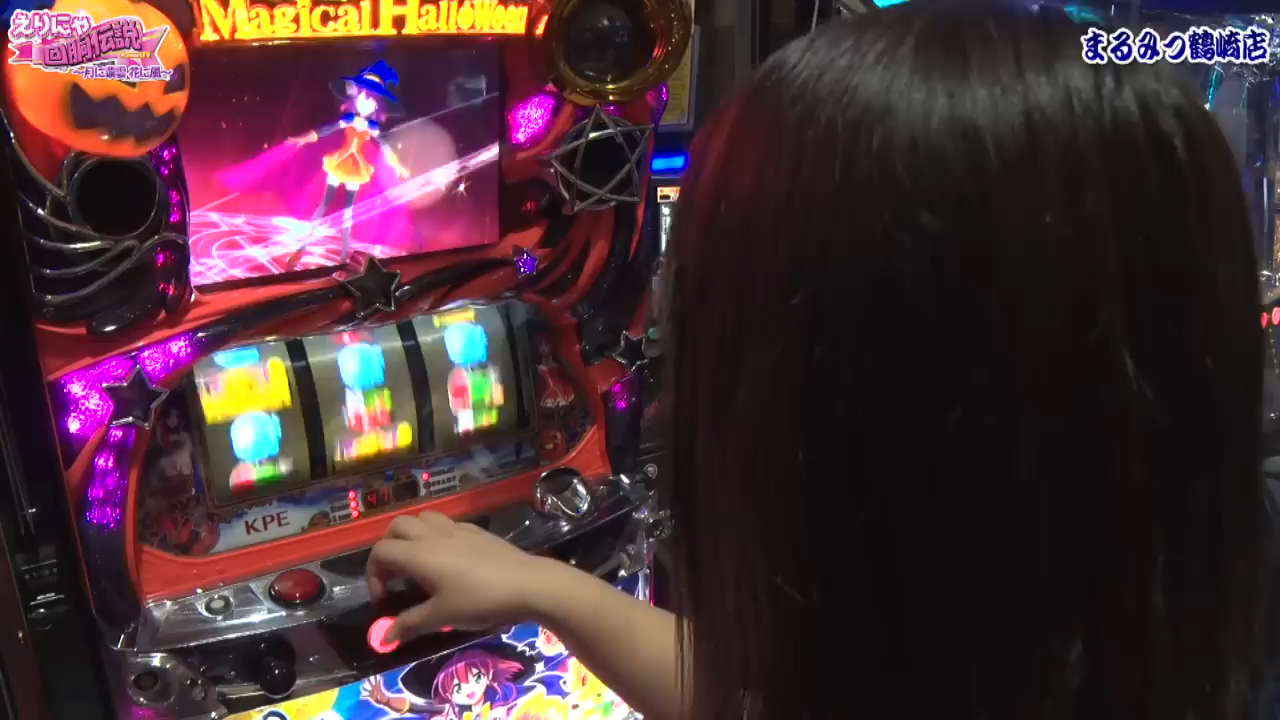 Magical Halloween
えりにゃ
回胴伝説
～月に叢雲、花に風～
まるみつ鶴崎店
KPE
START